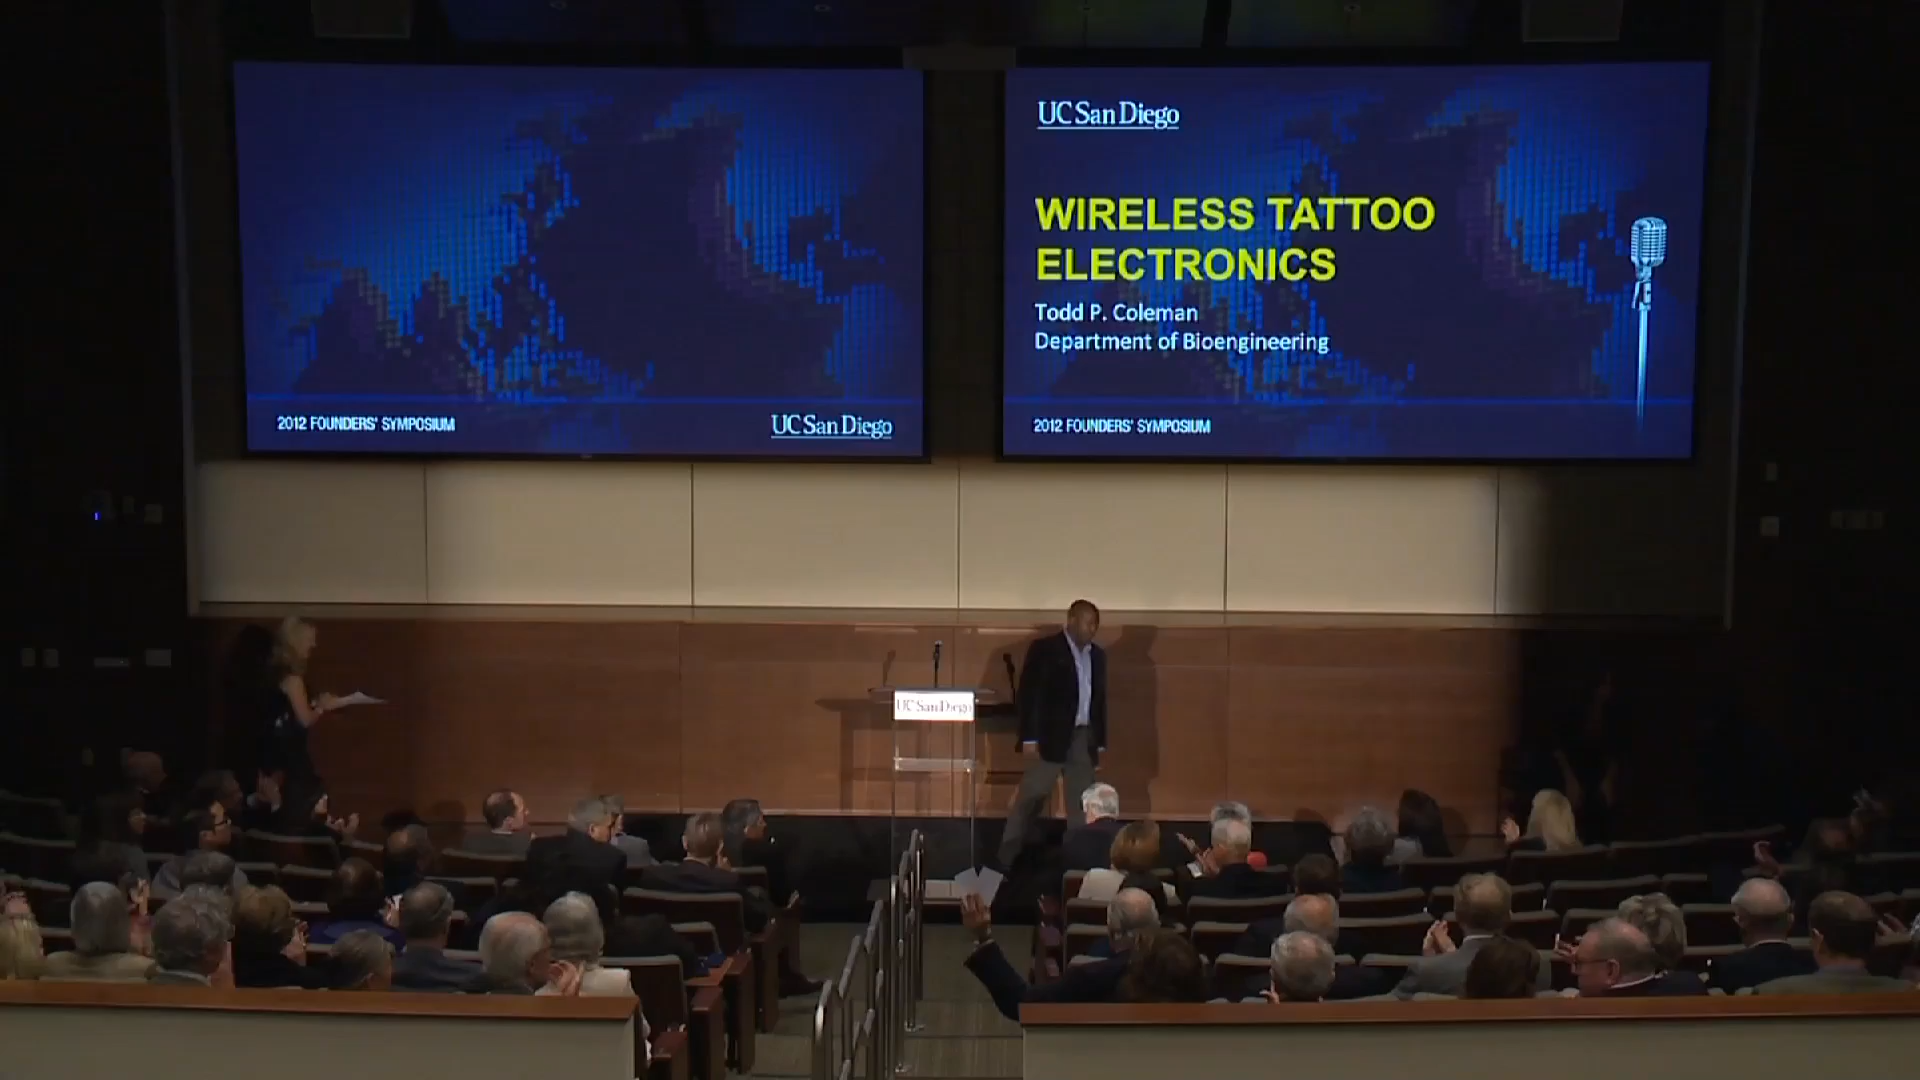 2012 FOUNDERS' SYMPOSIUM
UC San Diego
UC San Diego
WIRELESS TATTOO
ELECTRONICS
Todd P. Coleman
Department of Bioengineering
2012 FOUNDERS' SYMPOSIUM
UC San Diego